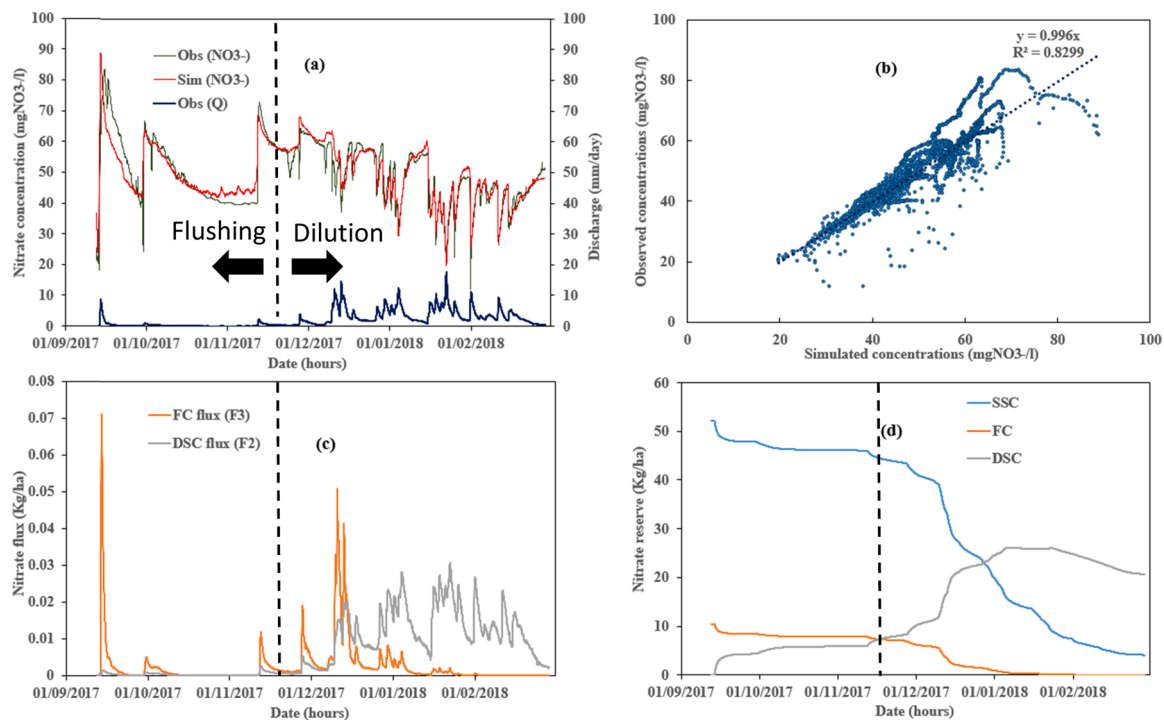 100
90
80
70
60
50
40
30
20
10
0
Nitrate concentration (mgNO3-/l)
Obs (NO3-)
Sim (NO3-)
Obs (Q)
(a)
Flushing
Dilution
100
90
80
70
60
50
40
30
20
10
0
Discharge (mm/day)
01/09/2017 01/10/2017 01/11/2017 01/12/2017 01/01/2018 01/02/2018
Date (hours)
100
80
60
40
20
0
Observed concentrations (mgNO3-/l)
(b)
y = 0.996x
R² = 0.8299
0 20 40 60 80 100
Simulated concentrations (mgNO3-/l)
0.08
0.07
0.06
0.05
0.04
0.03
0.02
0.01
0
Nitrate flux (Kg/ha)
FC flux (F3)
DSC flux (F2)
(c)
01/09/2017 01/10/2017 01/11/2017 01/12/2017 01/01/2018 01/02/2018
Date (hours)
60
50
40
30
20
10
0
Nitrate reserve (Kg/ha)
SSC
FC
DSC
(d)
01/09/2017 01/10/2017 01/11/2017 01/12/2017 01/01/2018 01/02/2018
Date (hours)